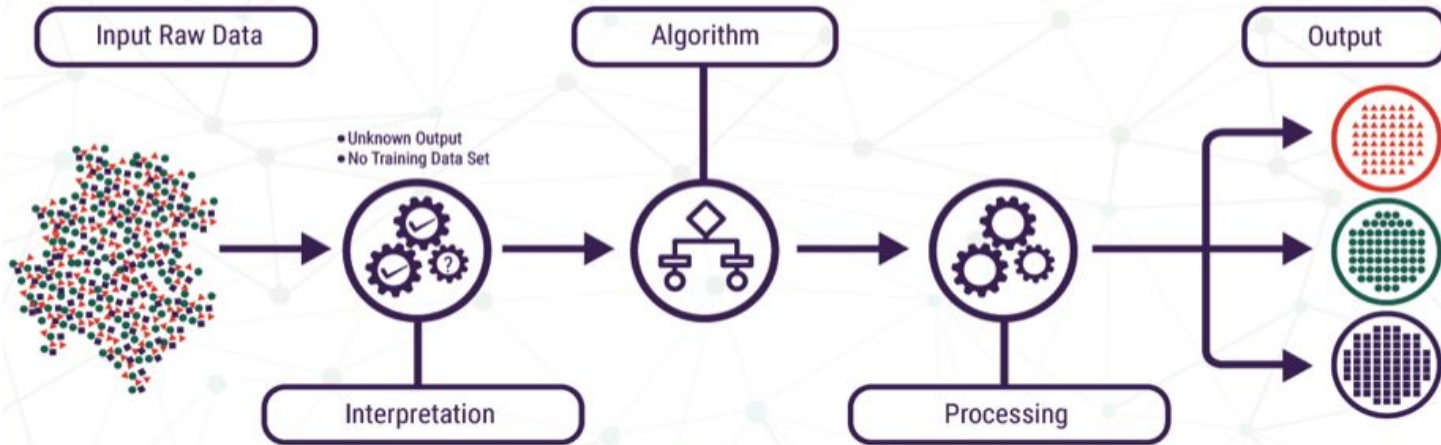 Input Raw Data
Algorithm
Output
• Unknown Output
• No Training Data Set
?
Interpretation
Processing